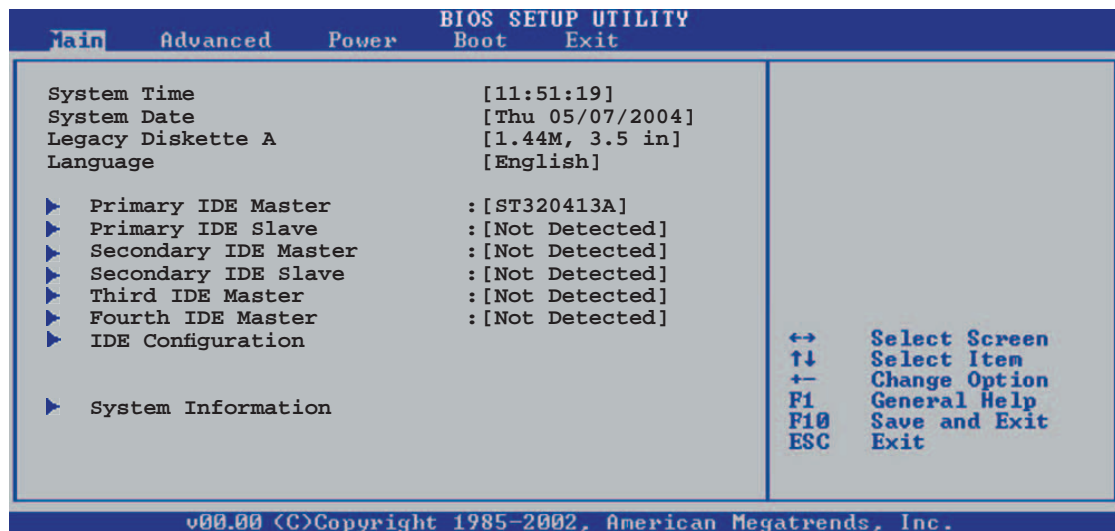 BIOS SETUP UTILITY
Main Advanced Power Boot Exit
System Time [11:51:19]
System Date [Thu 05/07/2004]
Legacy Diskette A [1.44M, 3.5 in]
Language [English]
Primary IDE Master :[ST320413A]
Primary IDE Slave :[Not Detected]
Secondary IDE Master :[Not Detected]
Secondary IDE Slave :[Not Detected]
Third IDE Master :[Not Detected]
Fourth IDE Master :[Not Detected]
IDE Configuration
System Information
←→ Select Screen
↑↓ Select Item
+- Change Option
F1 General Help
F10 Save and Exit
ESC Exit
v00.00 (C)Copyright 1985-2002, American Megatrends, Inc.